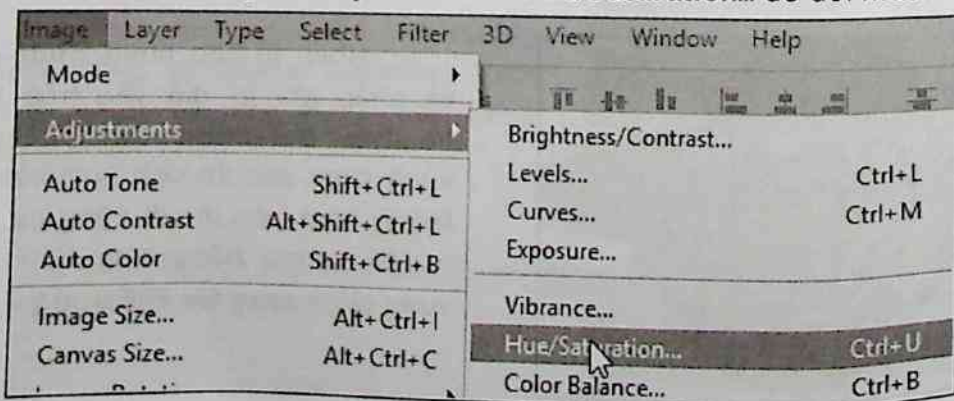 Image Layer Type Select Filter 3D View Window Help
Mode
Adjustments
Auto Tone Shift+Ctrl+L
Auto Contrast Alt+Shift+Ctrl+L
Auto Color Shift+Ctrl+B
Image Size... Alt+Ctrl+I
Canvas Size... Alt+Ctrl+C
Brightness/Contrast...
Levels... Ctrl+L
Curves... Ctrl+M
Exposure...
Vibrance...
Hue/Saturation... Ctrl+U
Color Balance... Ctrl+B